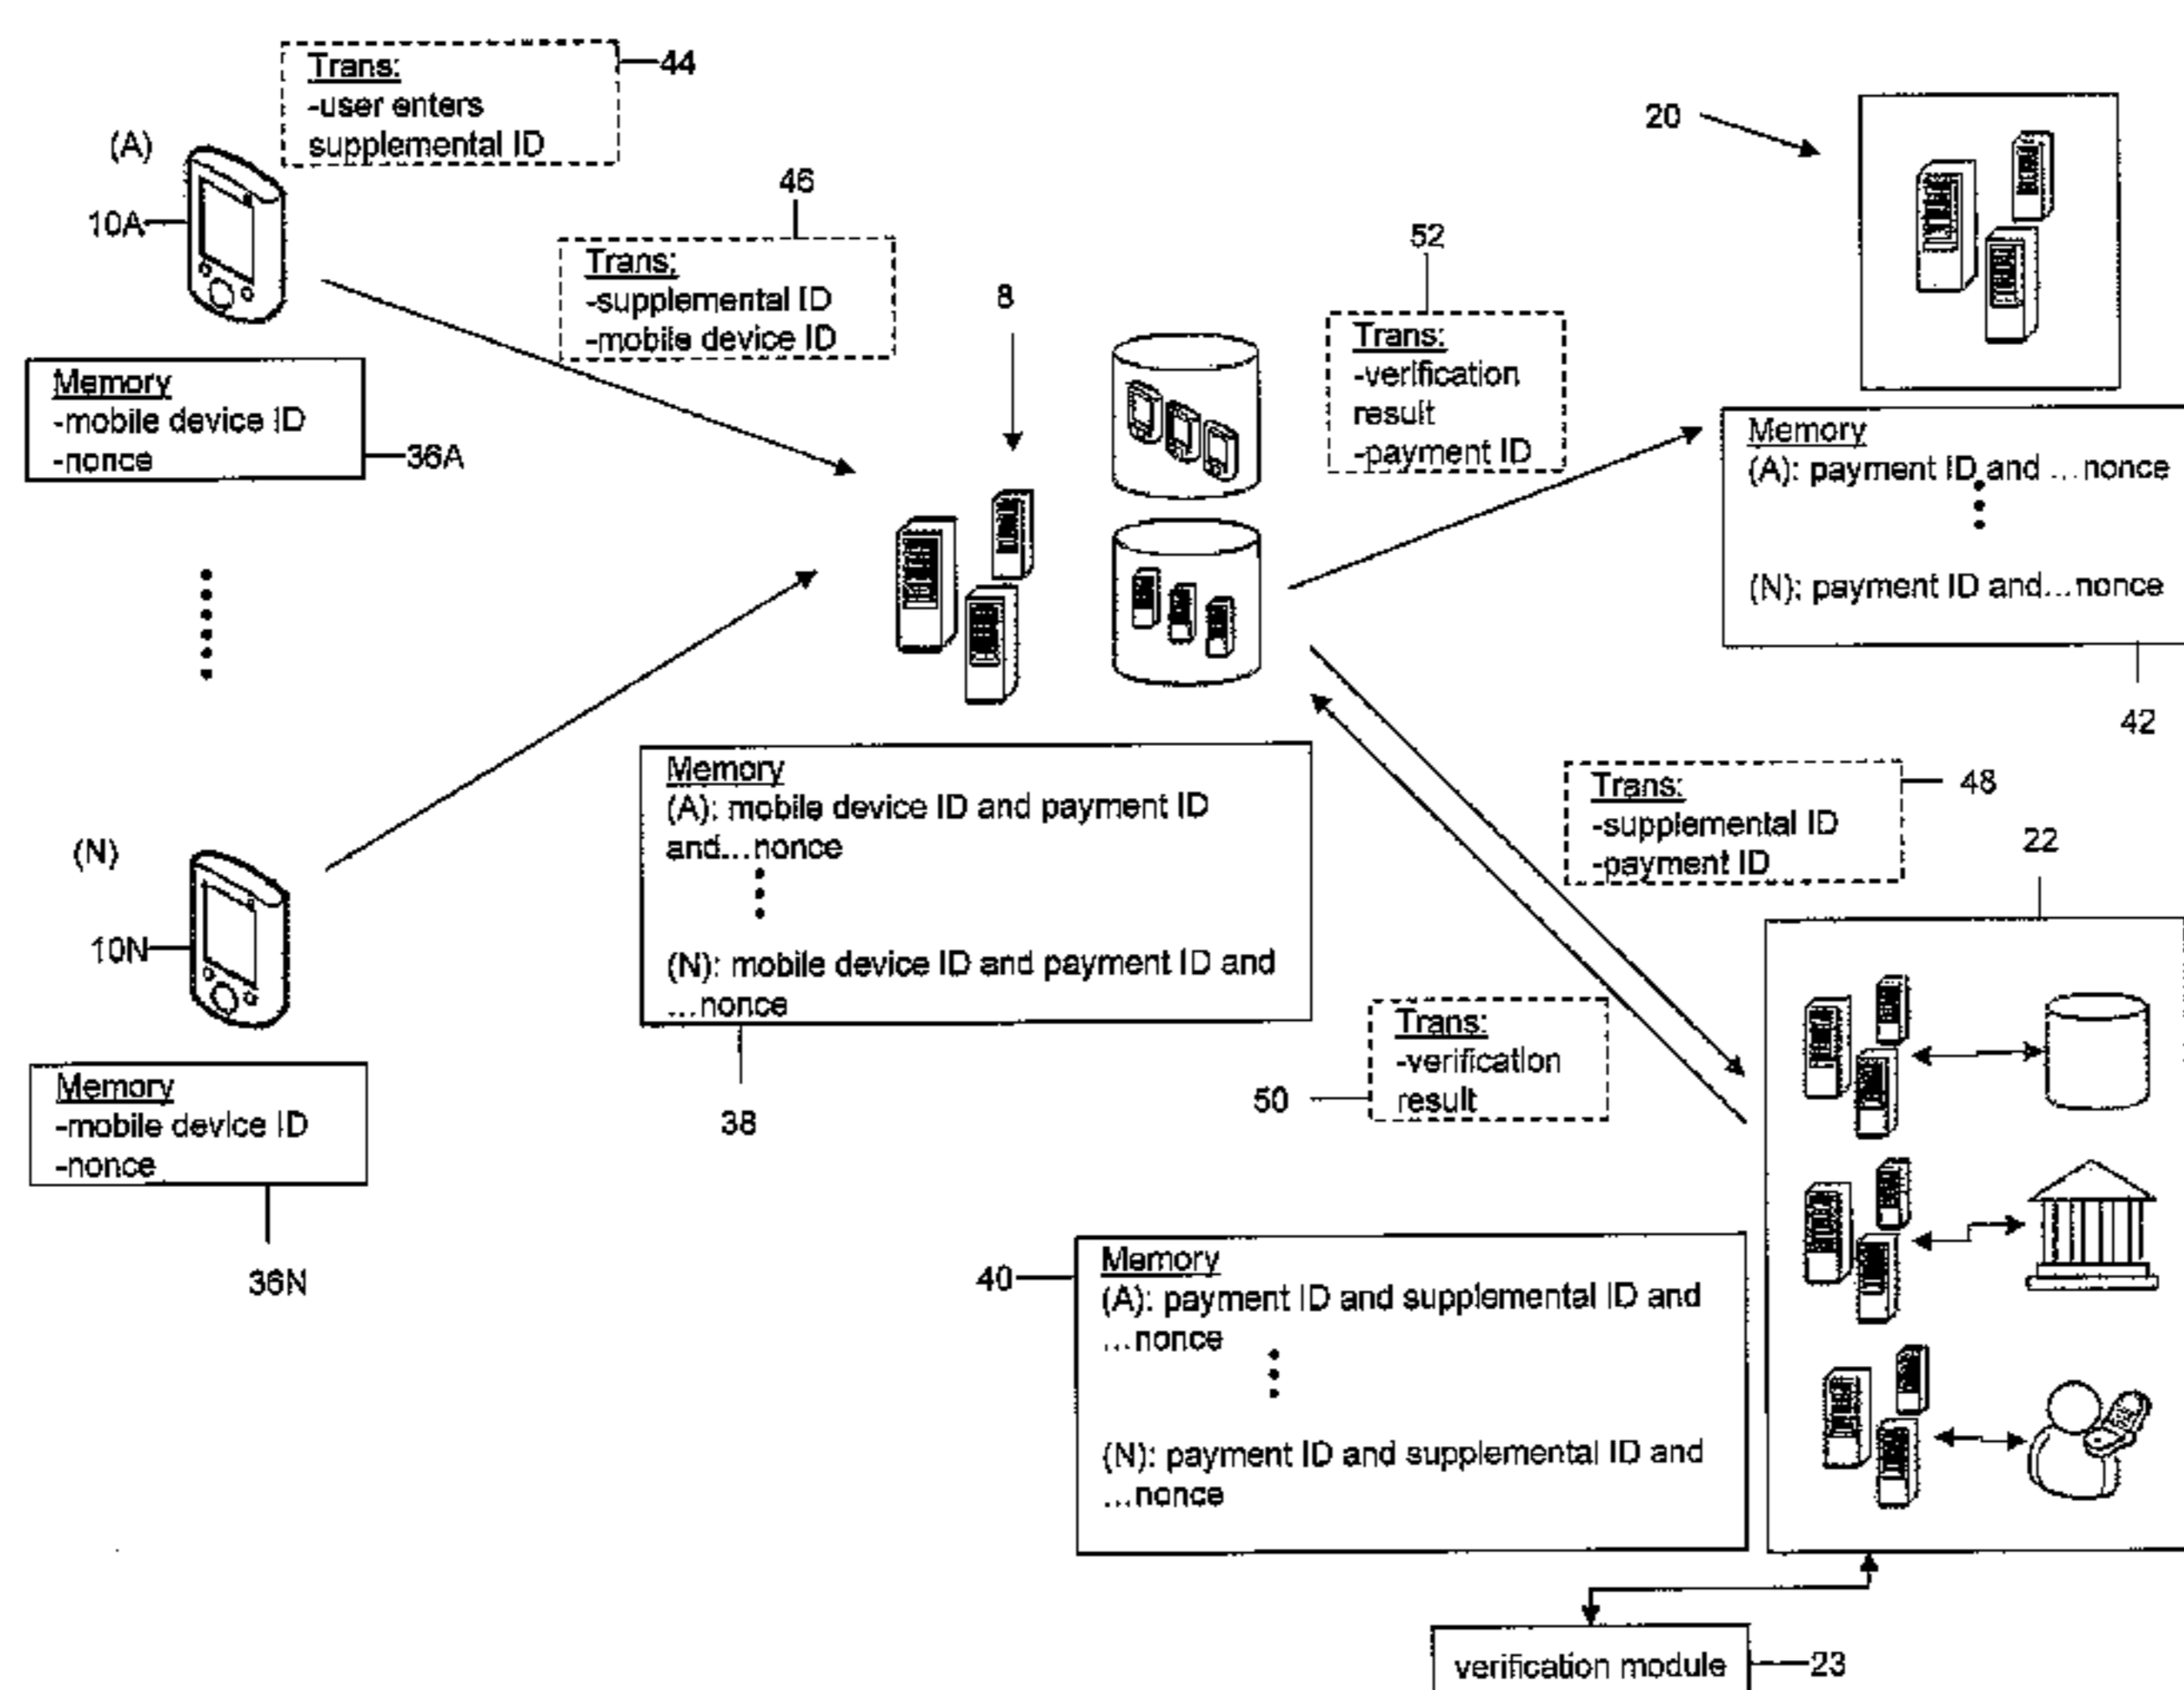 Trans:
-user enters
supplemental ID
44
(A)
10A
Memory
-mobile device ID
-nonce
36A
46
Trans:
-supplemental ID
-mobile device ID
8
52
Trans:
-verification
result
-payment ID
20
Memory
(A): payment ID and ...nonce
(N): payment ID and...nonce
42
(N)
10N
Memory
-mobile device ID
-nonce
36N
Memory
(A): mobile device ID and payment ID
and...nonce
(N): mobile device ID and payment ID and
...nonce
38
Trans:
-supplemental ID
-payment ID
48
22
Trans:
-verification
result
50
40
Memory
(A): payment ID and supplemental ID and
...nonce
(N): payment ID and supplemental ID and
...nonce
verification module
23